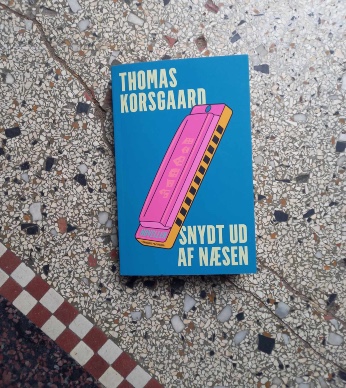 THOMAS
KORSGAARD
SNYDT UD
AF NÆSEN